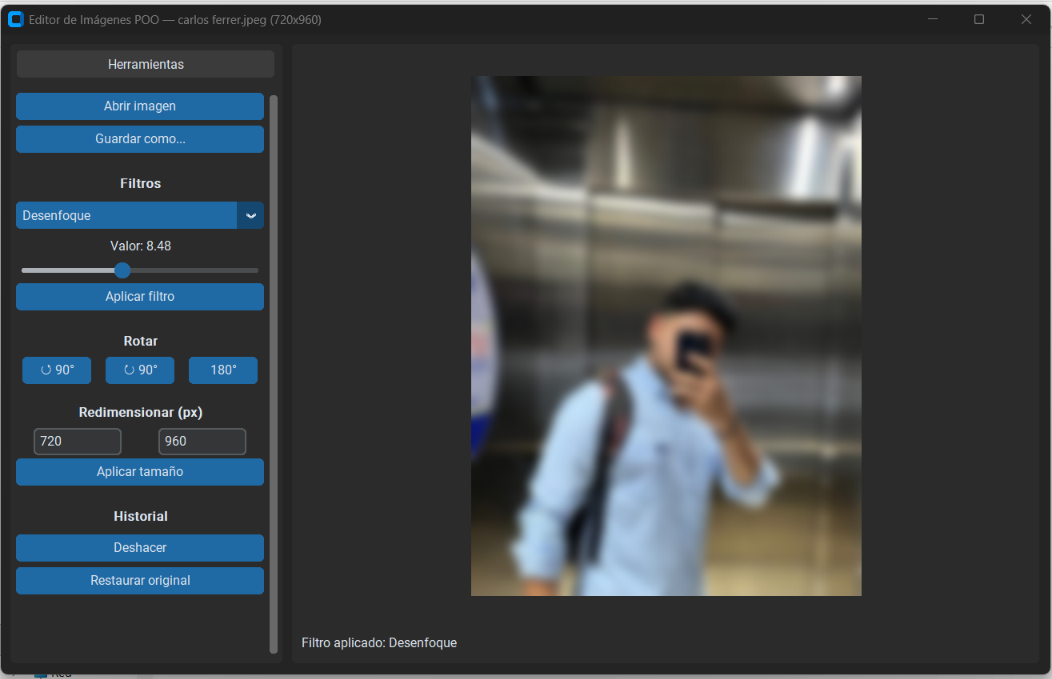 Editor de Imágenes POO — carlos ferrer.jpeg (720x960)
Herramientas
Abrir imagen
Guardar como...
Filtros
Desenfoque
Valor: 8.48
Aplicar filtro
Rotar
↺ 90° ↻ 90° 180°
Redimensionar (px)
720 960
Aplicar tamaño
Historial
Deshacer
Restaurar original
Filtro aplicado: Desenfoque